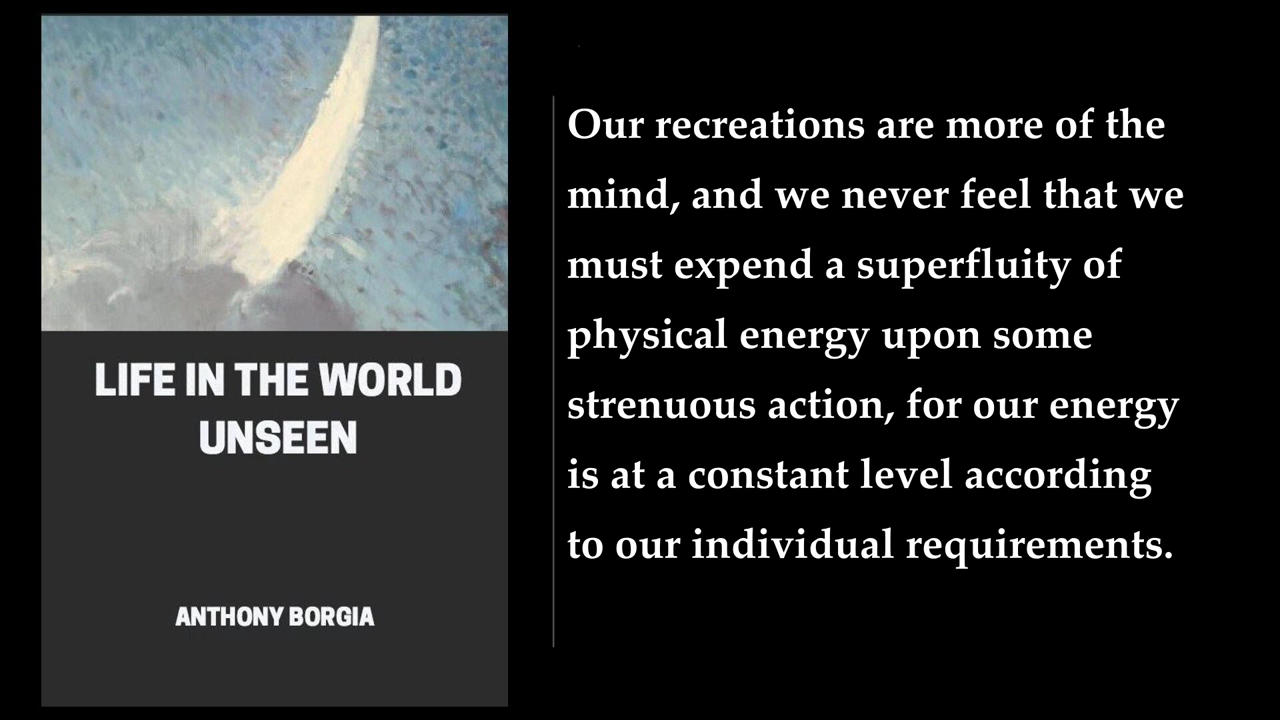 LIFE IN THE WORLD
UNSEEN
ANTHONY BORGIA
Our recreations are more of the
mind, and we never feel that we
must expend a superfluity of
physical energy upon some
strenuous action, for our energy
is at a constant level according
to our individual requirements.